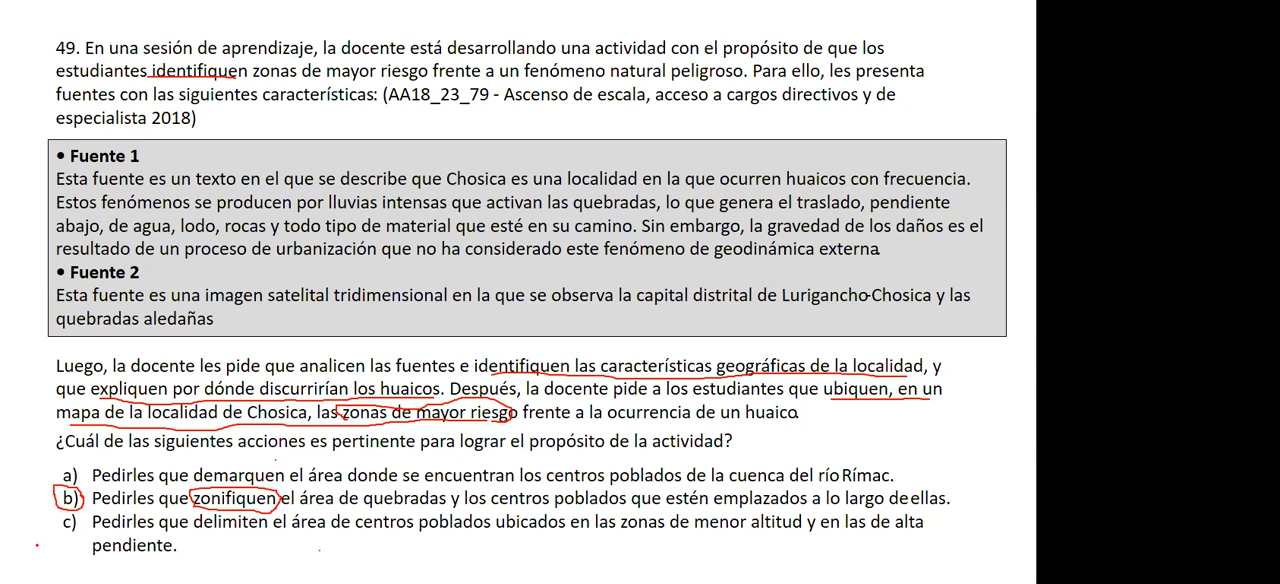 49. En una sesión de aprendizaje, la docente está desarrollando una actividad con el propósito de que los
estudiantes identifiquen zonas de mayor riesgo frente a un fenómeno natural peligroso. Para ello, les presenta
fuentes con las siguientes características: (AA18_23_79 - Ascenso de escala, acceso a cargos directivos y de
especialista 2018)
• Fuente 1
Esta fuente es un texto en el que se describe que Chosica es una localidad en la que ocurren huaicos con frecuencia.
Estos fenómenos se producen por lluvias intensas que activan las quebradas, lo que genera el traslado, pendiente
abajo, de agua, lodo, rocas y todo tipo de material que esté en su camino. Sin embargo, la gravedad de los daños es el
resultado de un proceso de urbanización que no ha considerado este fenómeno de geodinámica externa.
• Fuente 2
Esta fuente es una imagen satelital tridimensional en la que se observa la capital distrital de Lurigancho-Chosica y las
quebradas aledañas
Luego, la docente les pide que analicen las fuentes e identifiquen las características geográficas de la localidad, y
que expliquen por dónde discurrirían los huaicos. Después, la docente pide a los estudiantes que ubiquen, en un
mapa de la localidad de Chosica, las zonas de mayor riesgo frente a la ocurrencia de un huaico.
¿Cuál de las siguientes acciones es pertinente para lograr el propósito de la actividad?
a) Pedirles que demarquen el área donde se encuentran los centros poblados de la cuenca del río Rímac.
b) Pedirles que zonifiquen el área de quebradas y los centros poblados que estén emplazados a lo largo de ellas.
c) Pedirles que delimiten el área de centros poblados ubicados en las zonas de menor altitud y en las de alta
pendiente.